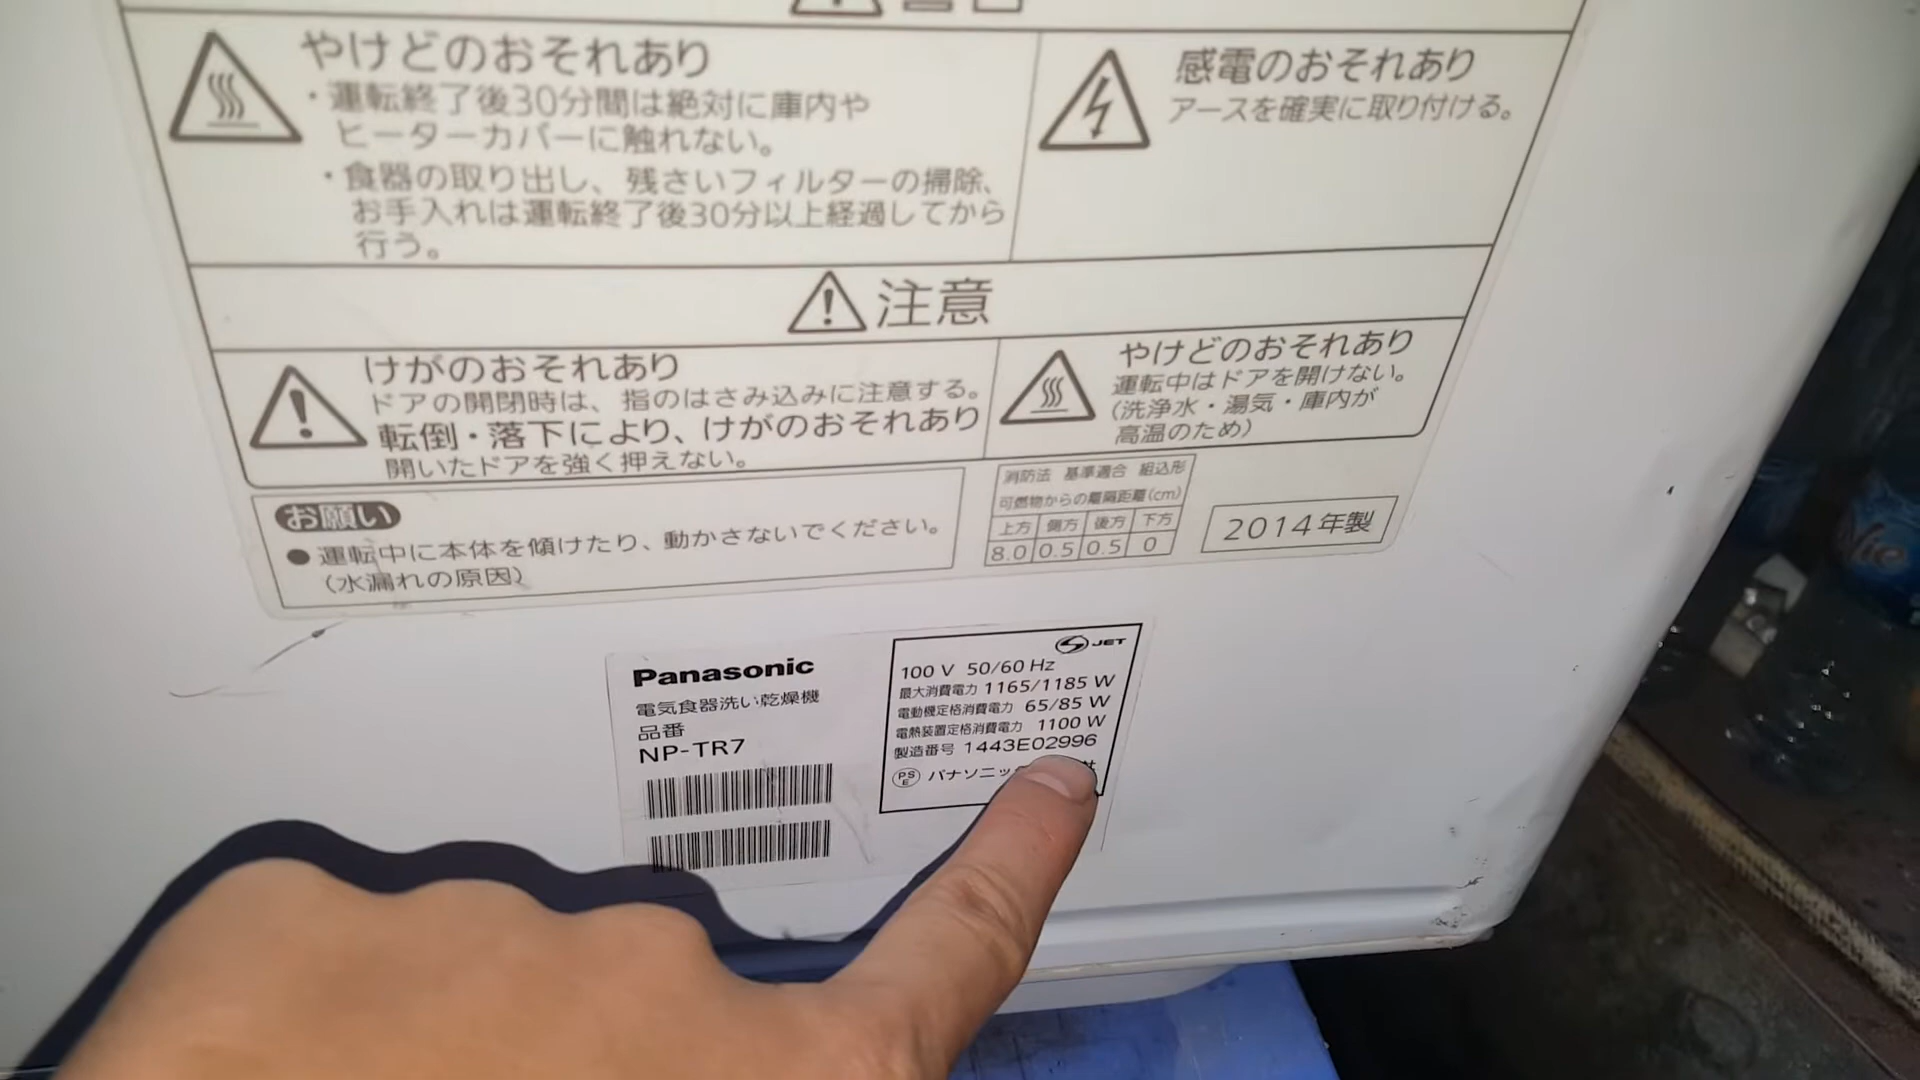 やけどのおそれあり
・運転終了後30分間は絶対に庫内や
ヒーターカバーに触れない。
・食器の取り出し、残さいフィルターの掃除、
お手入れは運転終了後30分以上経過してから
行う。
感電のおそれあり
アースを確実に取り付ける。
注意
けがのおそれあり
ドアの開閉時は、指のはさみ込みに注意する。
転倒・落下により、けがのおそれあり
開いたドアを強く押えない。
やけどのおそれあり
運転中はドアを開けない。
(洗浄水・湯気・庫内が
高温のため)
お願い
●運転中に本体を傾けたり、動かさないでください。
(水漏れの原因)
消防法 基準適合 組込形
可燃物からの離隔距離(cm)
上方 側方 後方 下方
8.0 0.5 0.5 0
2014年製
Panasonic
電気食器洗い乾燥機
品番
NP-TR7
JET
100 V 50/60 Hz
最大消費電力 1165/1185 W
電動機定格消費電力 65/85 W
電熱装置定格消費電力 1100 W
製造番号 1443E02996
PS
E
パナソニッ
Vie